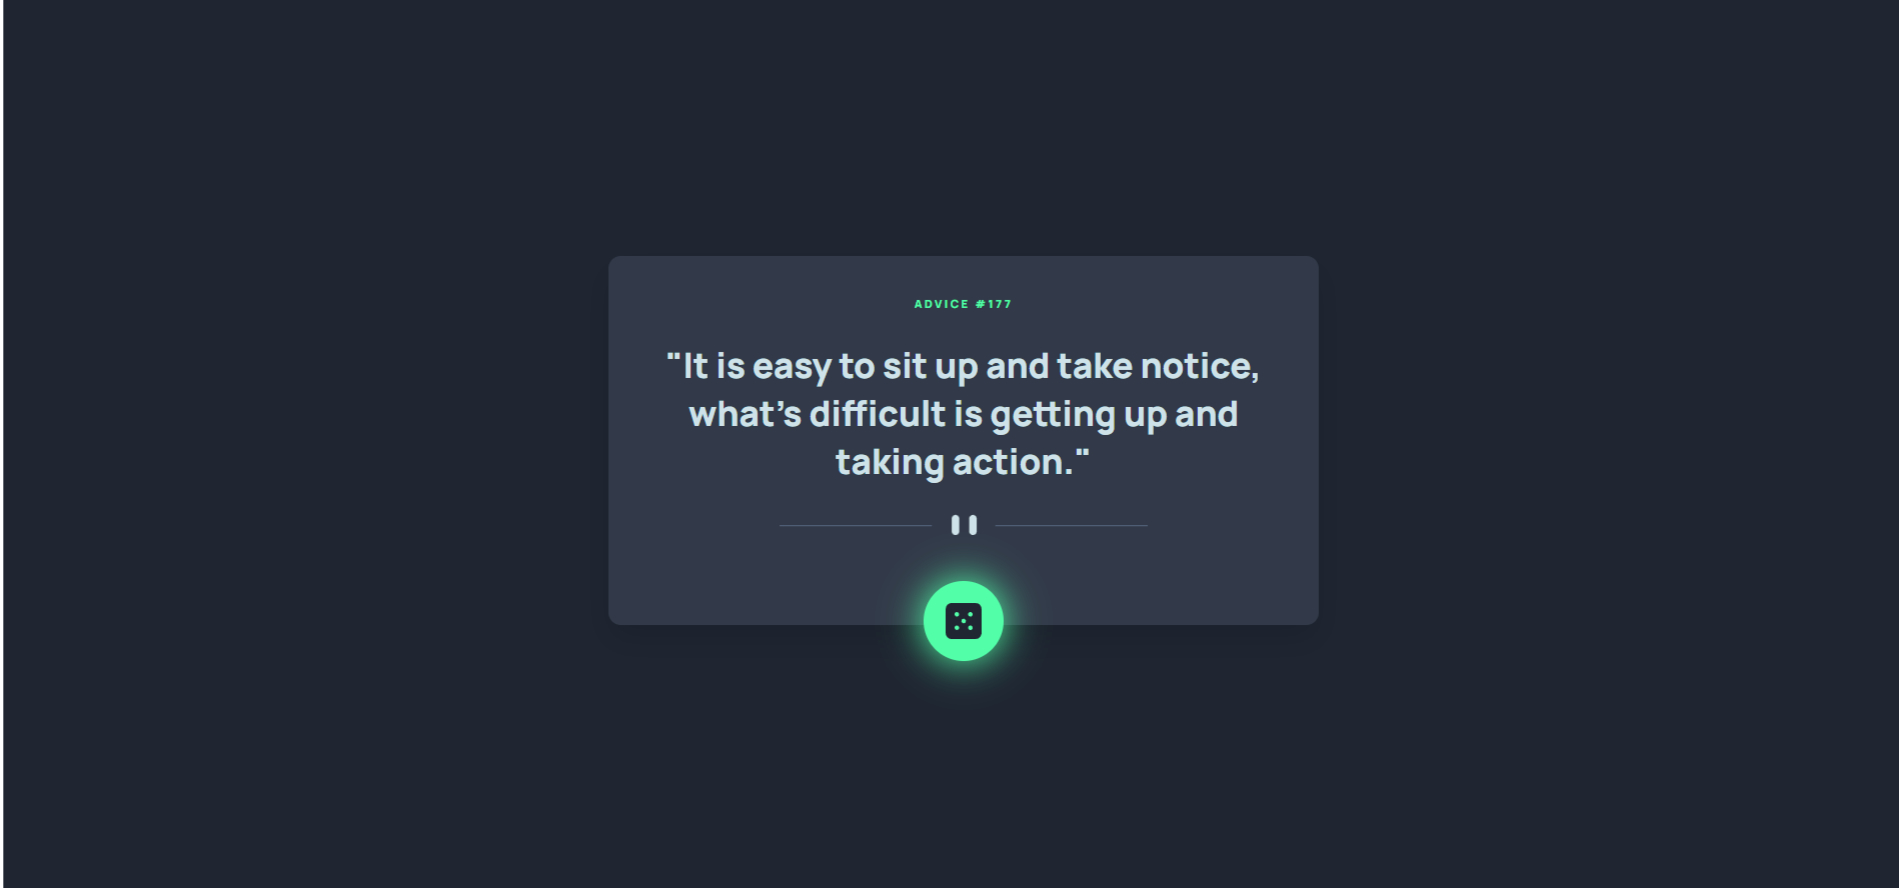 ADVICE #177
"It is easy to sit up and take notice,
what's difficult is getting up and
taking action."